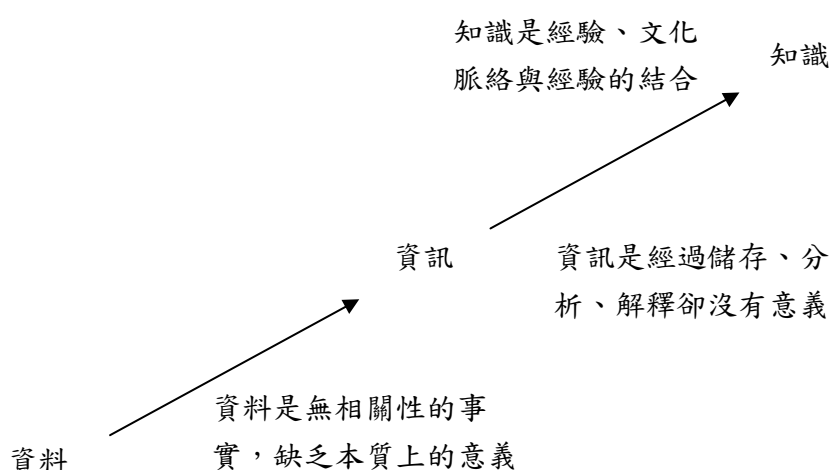 知識是經驗、文化
脈絡與經驗的結合
知識
資訊
資訊是經過儲存、分
析、解釋卻沒有意義
資料是無相關性的事
實，缺乏本質上的意義
資料